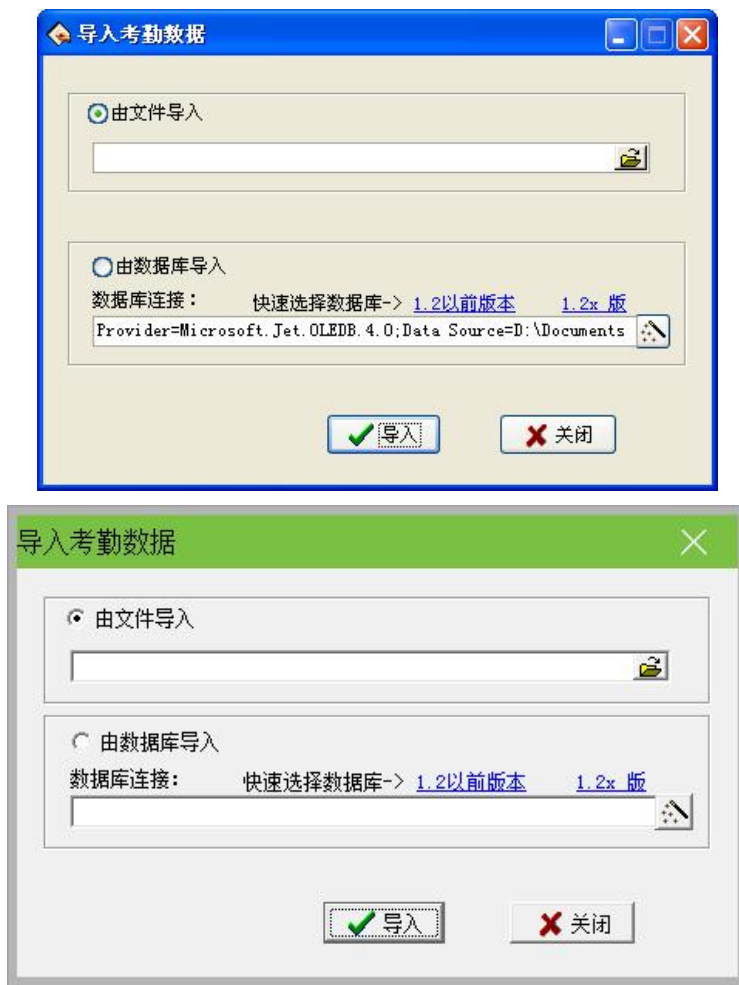 导入考勤数据
由文件导入
由数据库导入
数据库连接： 快速选择数据库-> 1.2以前版本 1.2x 版
Provider=Microsoft.Jet.OLEDB.4.0;Data Source=D:\Documents
导入 关闭
导入考勤数据
由文件导入
由数据库导入
数据库连接： 快速选择数据库-> 1.2以前版本 1.2x 版
导入 关闭